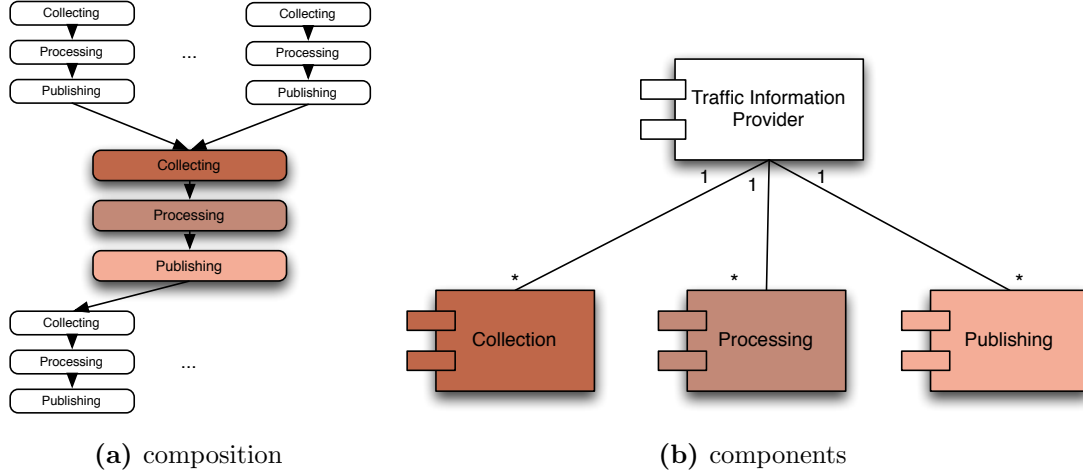 Collecting
Processing
Publishing
...
Collecting
Processing
Publishing
Collecting
Processing
Publishing
Collecting
Processing
Publishing
...
(a) composition
Traffic Information
Provider
1
1
1
*
*
*
Collection
Processing
Publishing
(b) components